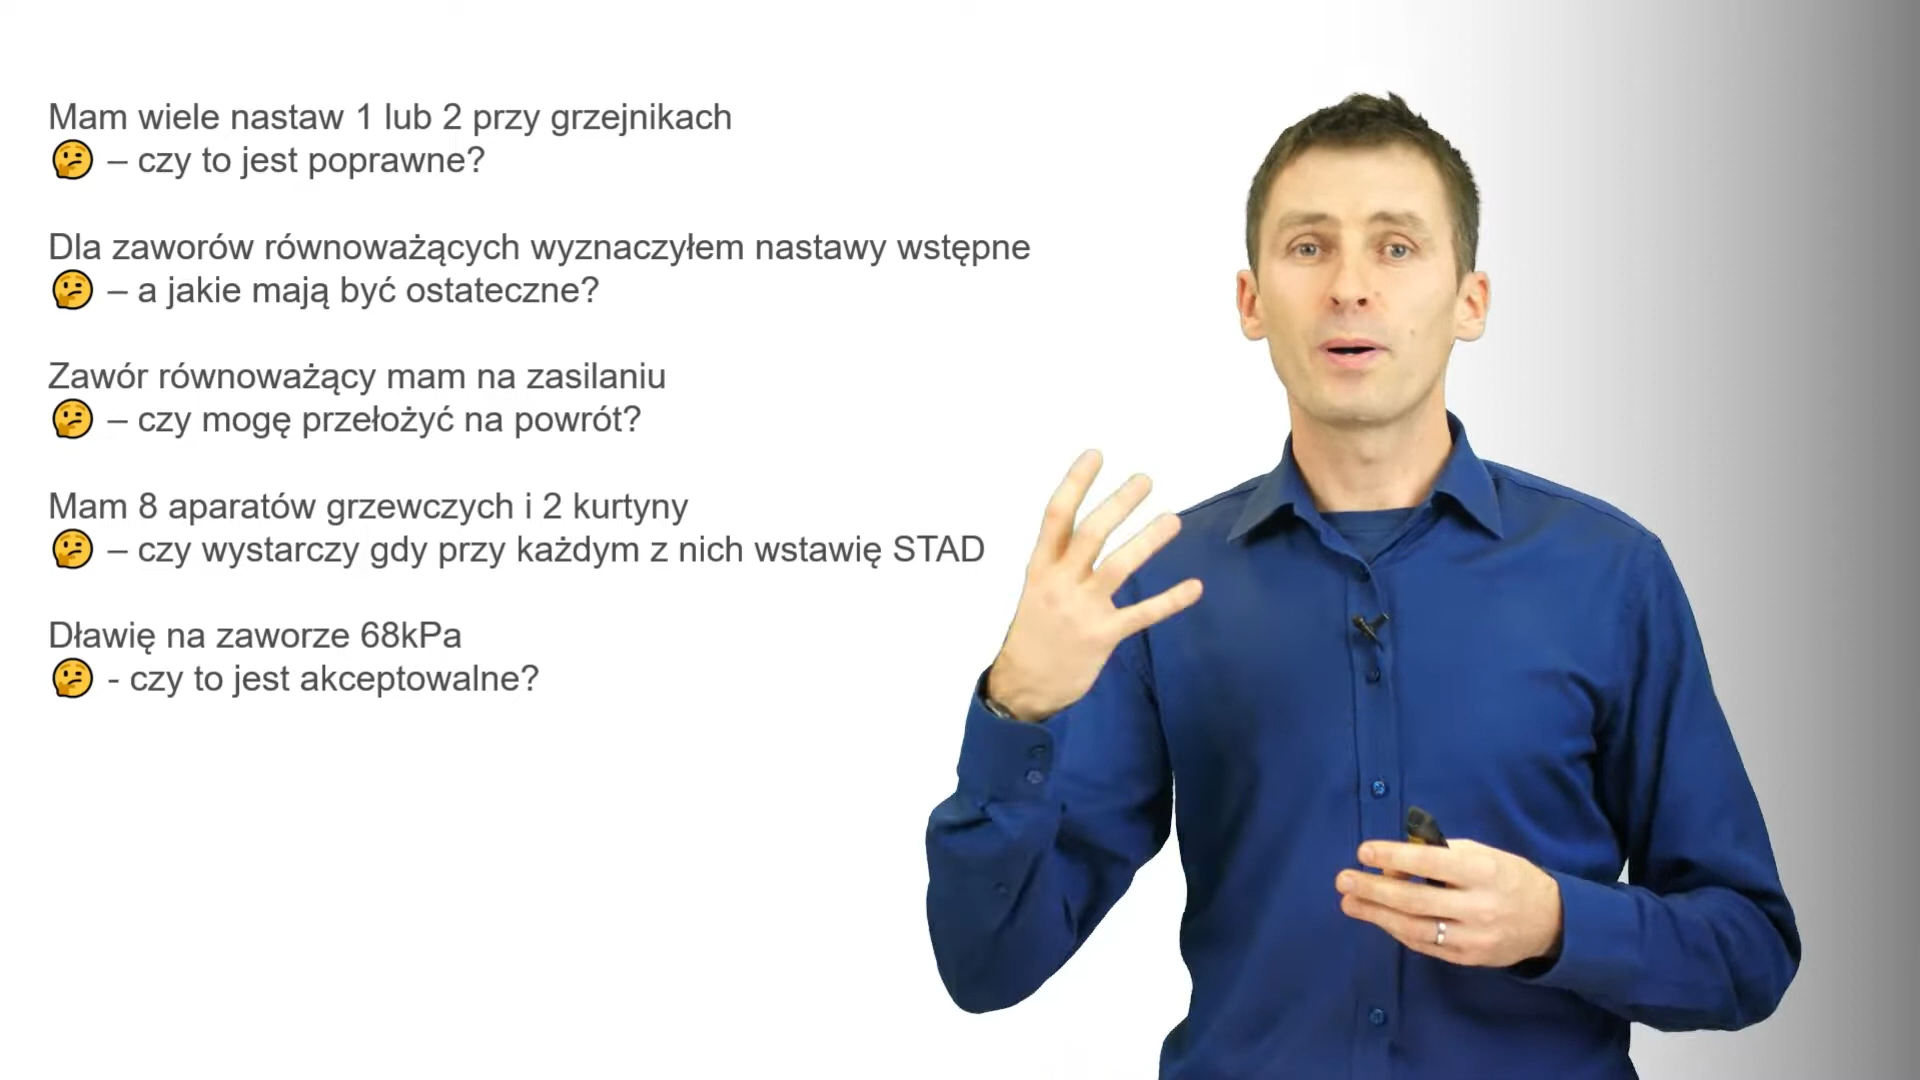 Mam wiele nastaw 1 lub 2 przy grzejnikach
🤔 – czy to jest poprawne?
Dla zaworów równoważących wyznaczyłem nastawy wstępne
🤔 – a jakie mają być ostateczne?
Zawór równoważący mam na zasilaniu
🤔 – czy mogę przełożyć na powrót?
Mam 8 aparatów grzewczych i 2 kurtyny
🤔 – czy wystarczy gdy przy każdym z nich wstawię STAD
Dławię na zaworze 68kPa
🤔 - czy to jest akceptowalne?